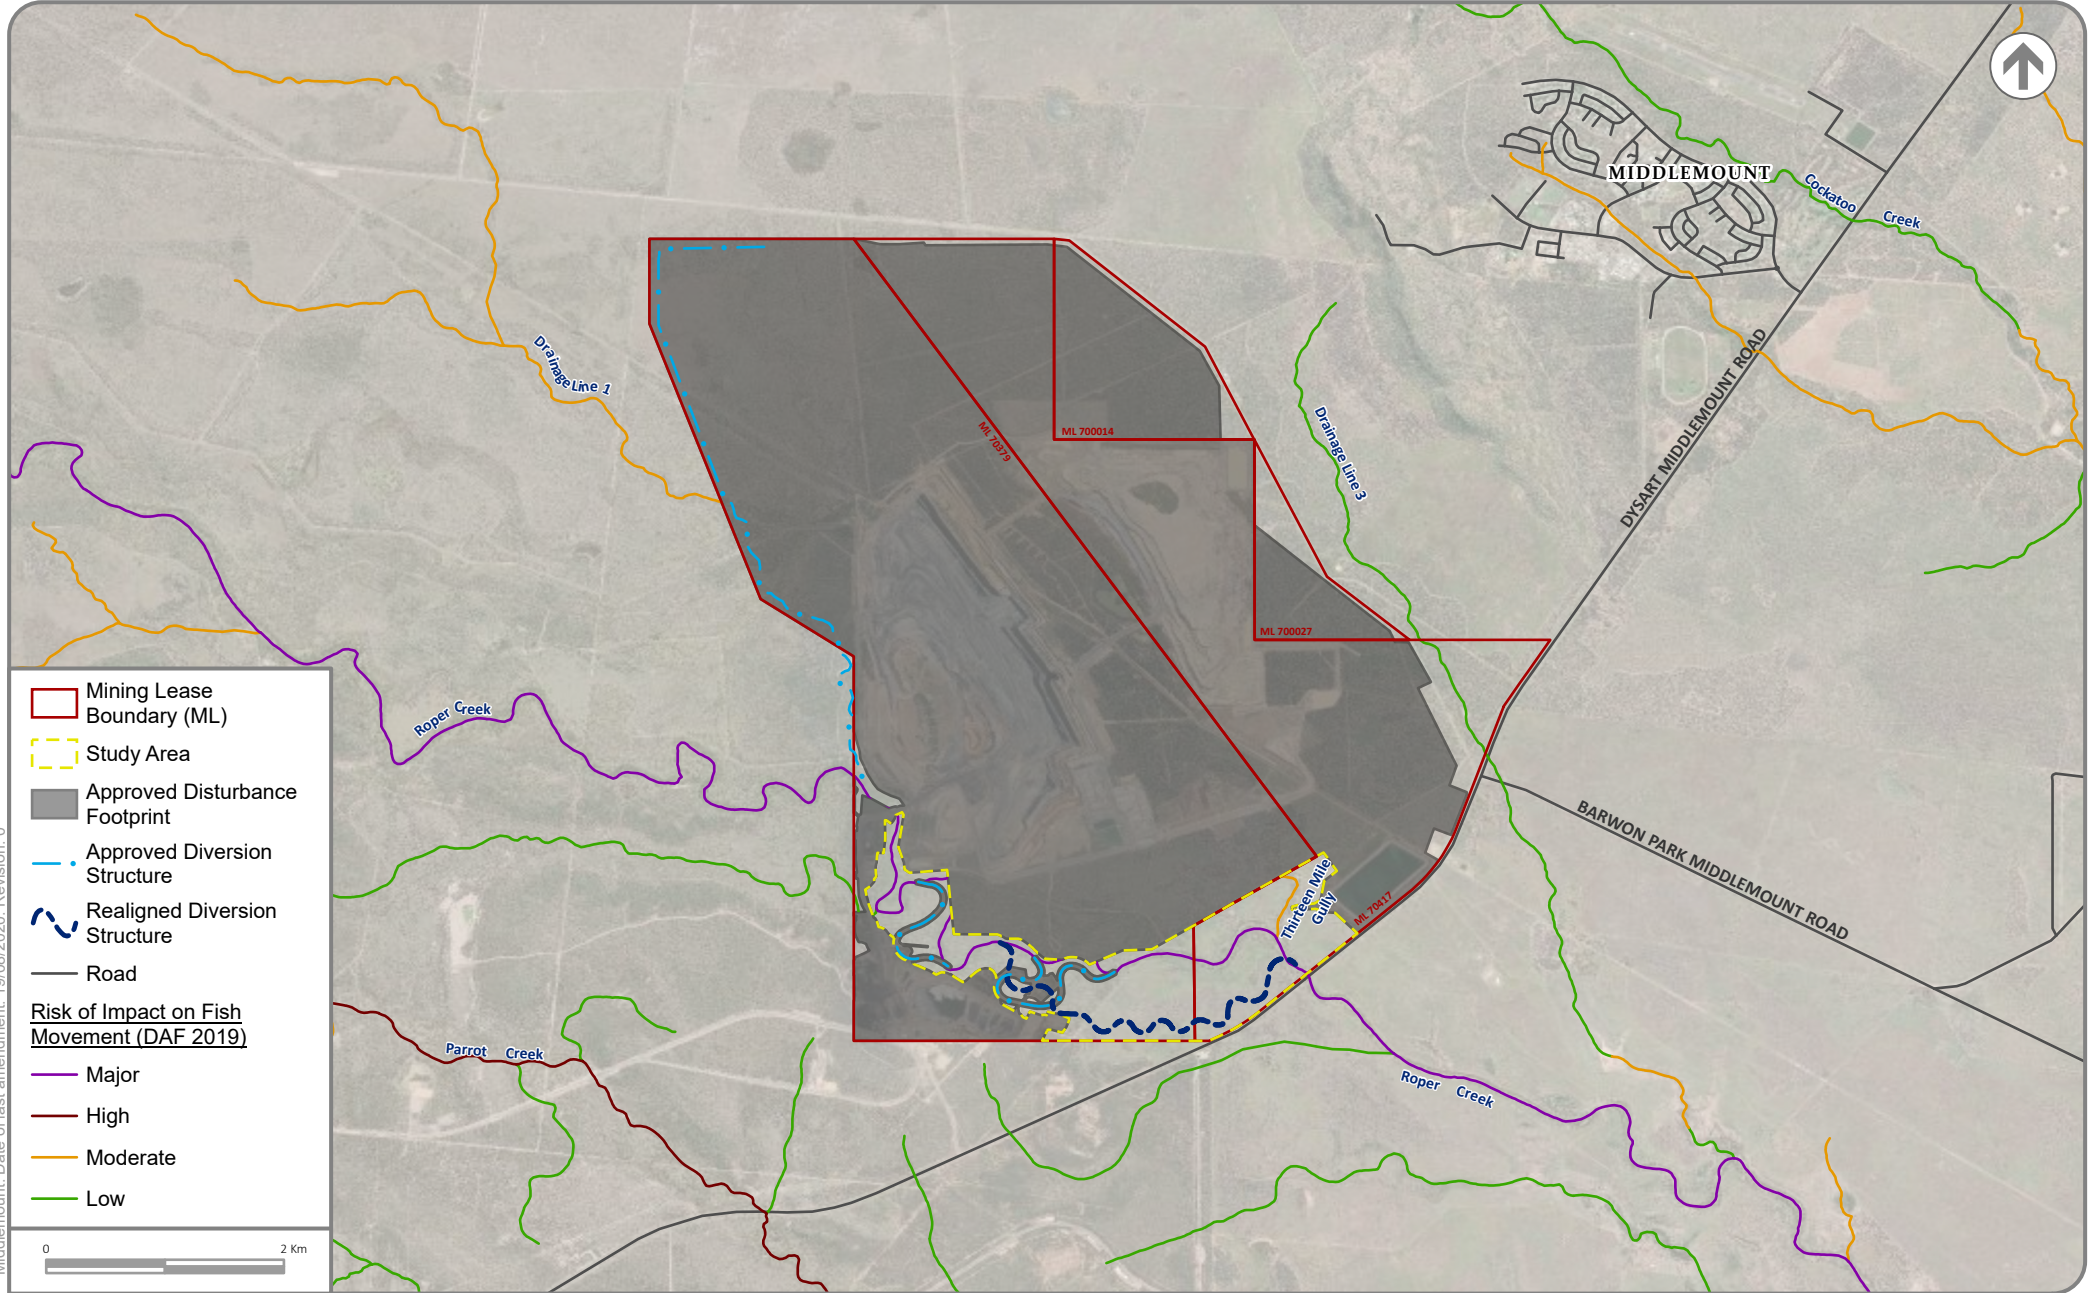 MIDDLEMOUNT
Cockatoo Creek
Drainage Line 1
DYSART MIDDLEMOUNT ROAD
Drainage Line 3
ML 70379
ML 700014
ML 700027
Roper Creek
BARWON PARK MIDDLEMOUNT ROAD
Thirteen Mile
Gully
ML 70417
Parrot Creek
Roper Creek
Mining Lease
Boundary (ML)
Study Area
Approved Disturbance
Footprint
Approved Diversion
Structure
Realigned Diversion
Structure
Road
Risk of Impact on Fish
Movement (DAF 2019)
Major
High
Moderate
Low
0 2 Km